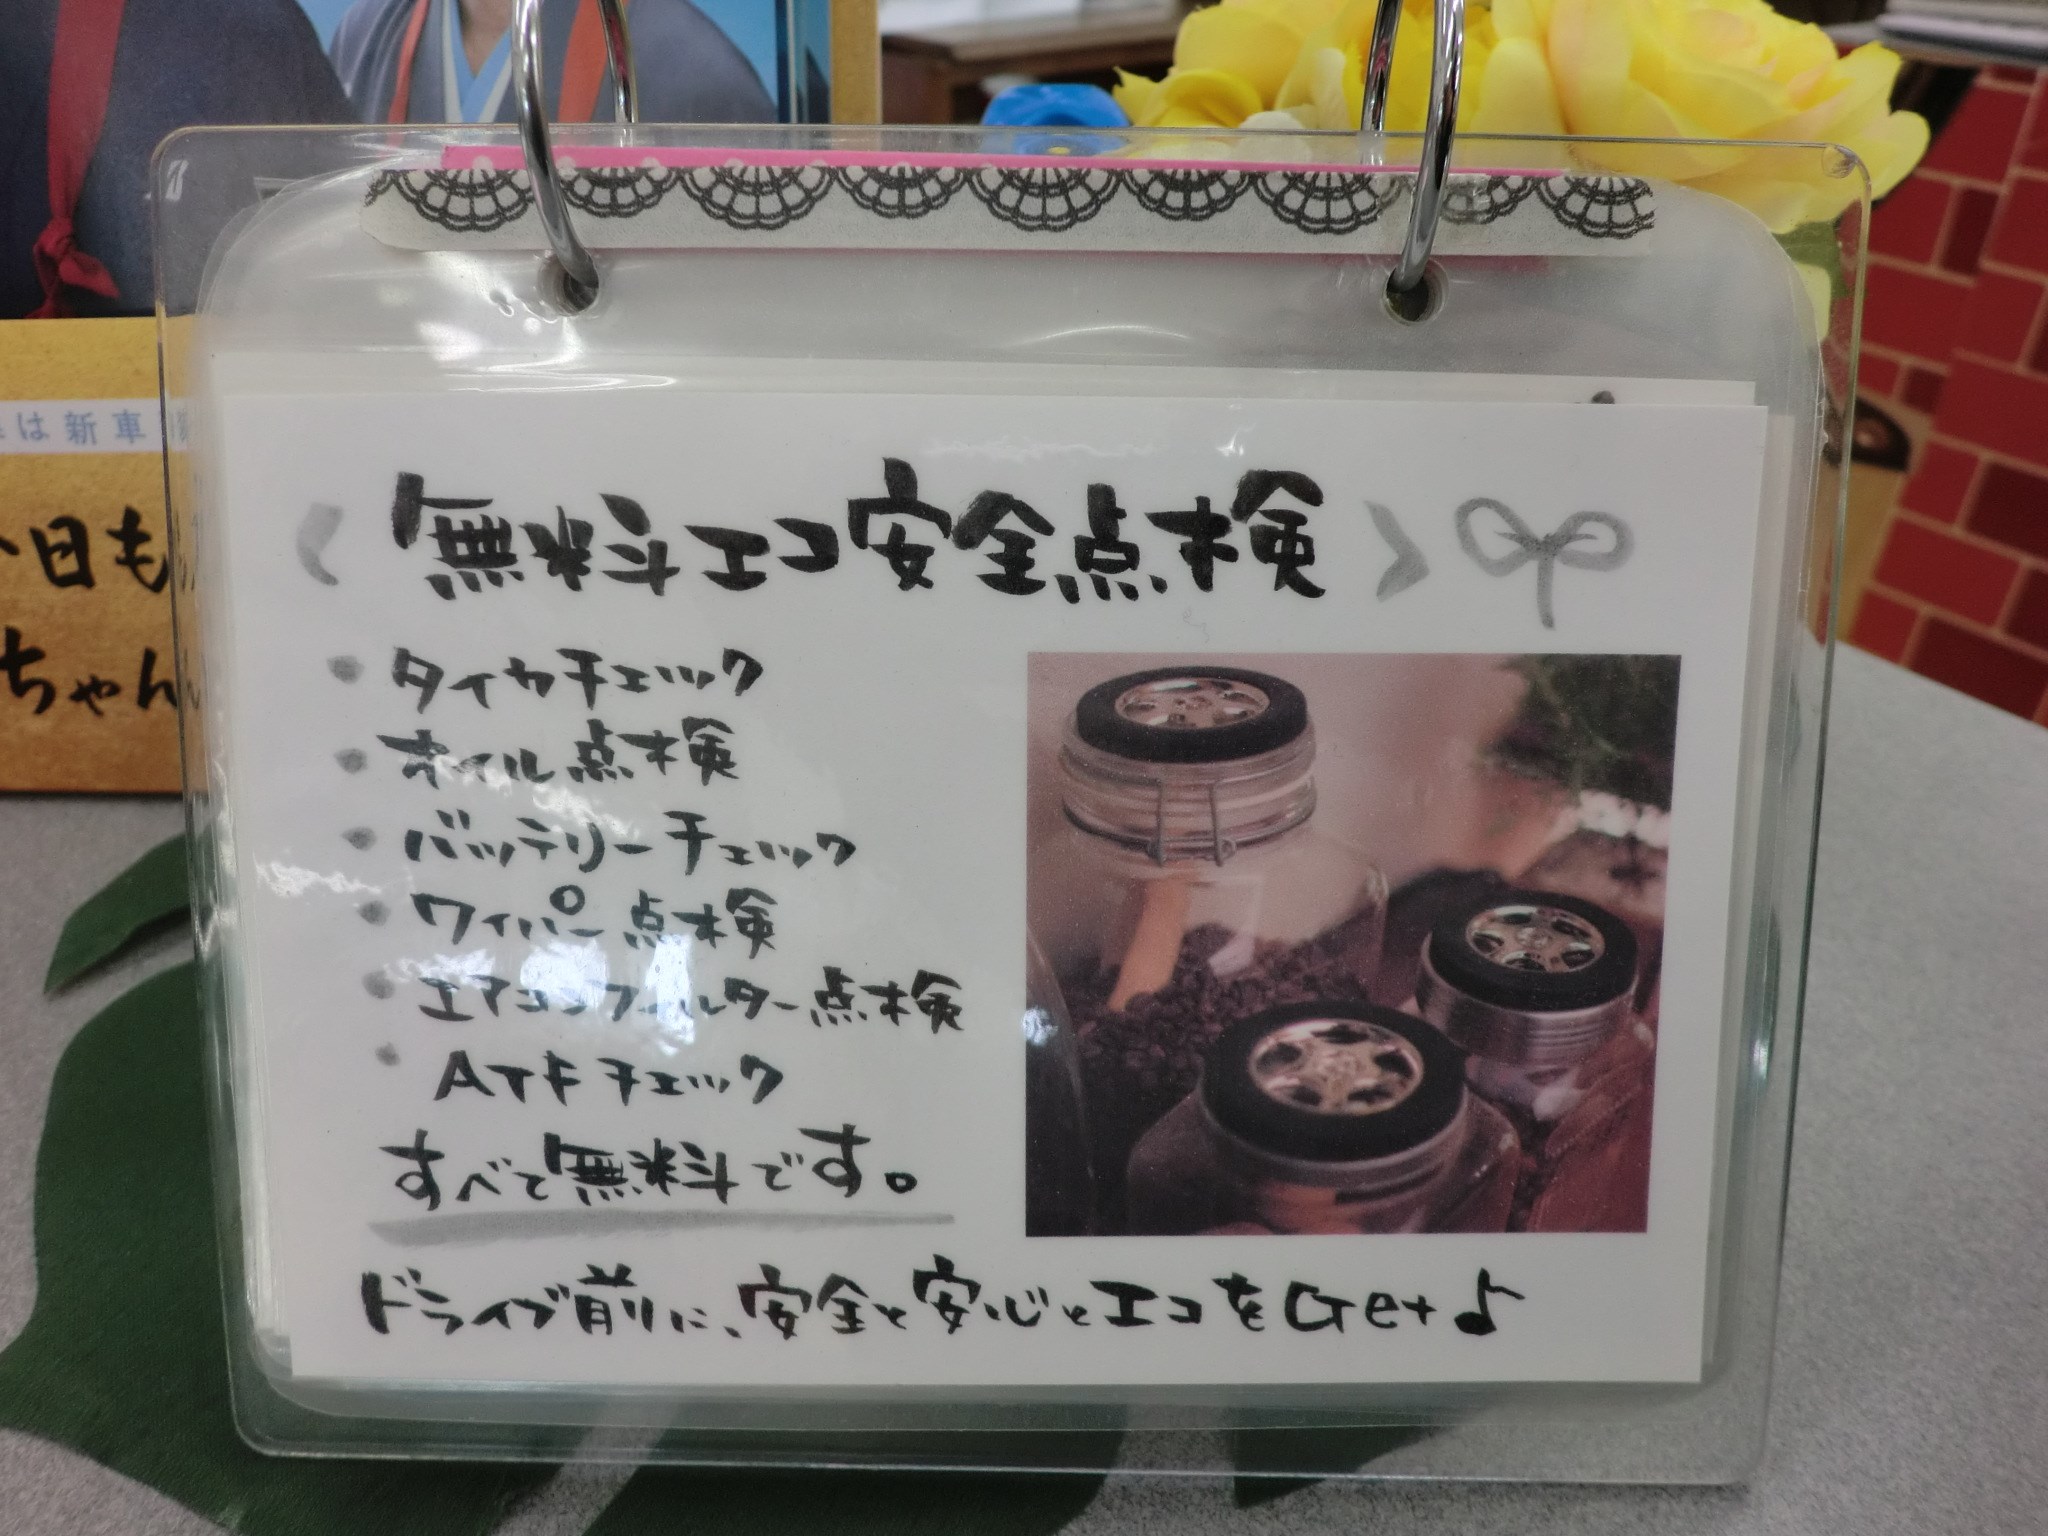 は新車
今日も
ちゃん
< 無料エコ安全点検 >
・タイヤチェック
・オイル点検
・バッテリーチェック
・ワイパー点検
・エアコンフィルター点検
・ATFチェック
すべて無料です。
ドライブ前に、安全と安心とエコをGet♪